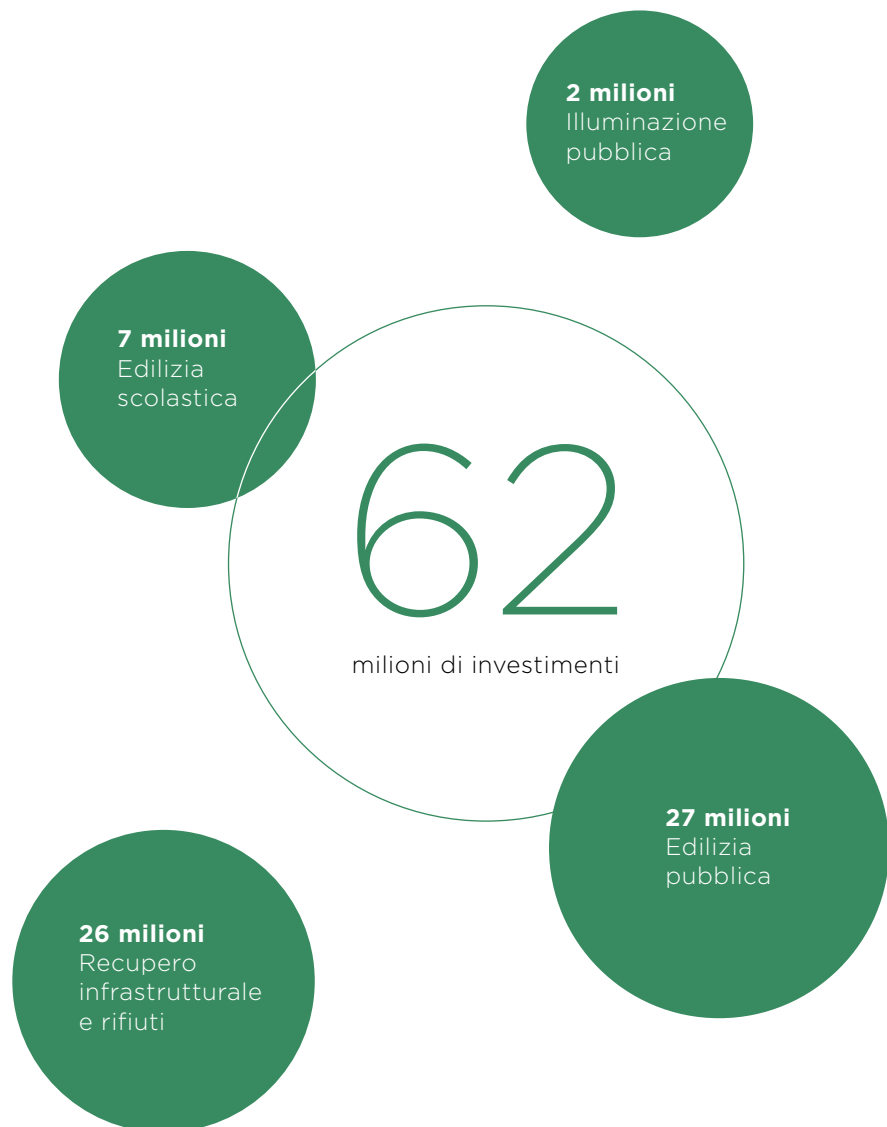 2 milioni
Illuminazione
pubblica
7 milioni
Edilizia
scolastica
62
milioni di investimenti
27 milioni
Edilizia
pubblica
26 milioni
Recupero
infrastrutturale
e rifiuti